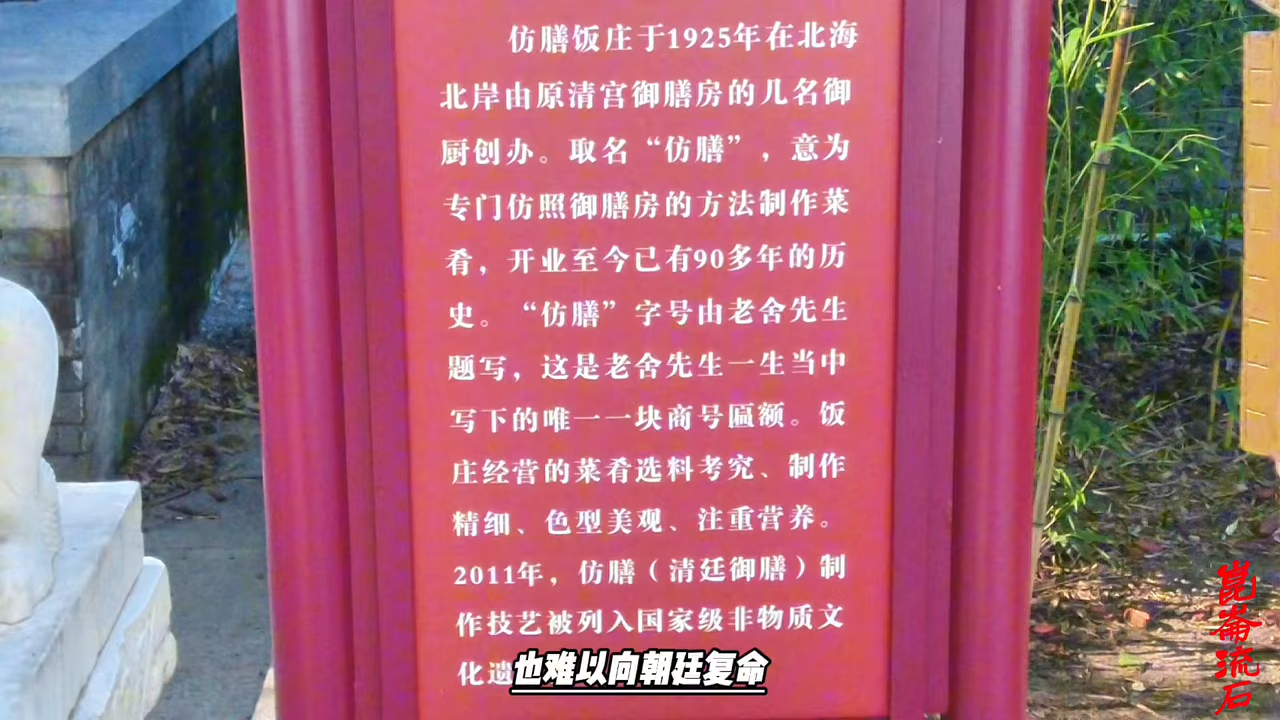 仿膳饭庄于1925年在北海
北岸由原清宫御膳房的几名御
厨创办。取名“仿膳”，意为
专门仿照御膳房的方法制作菜
肴，开业至今已有90多年的历
史。“仿膳”字号由老舍先生
题写，这是老舍先生一生当中
写下的唯一一块商号匾额。饭
庄经营的菜肴选料考究、制作
精细、色型美观、注重营养。
2011年，仿膳（清廷御膳）制
作技艺被列入国家级非物质文
化遗
也难以向朝廷复命
崑崙流石